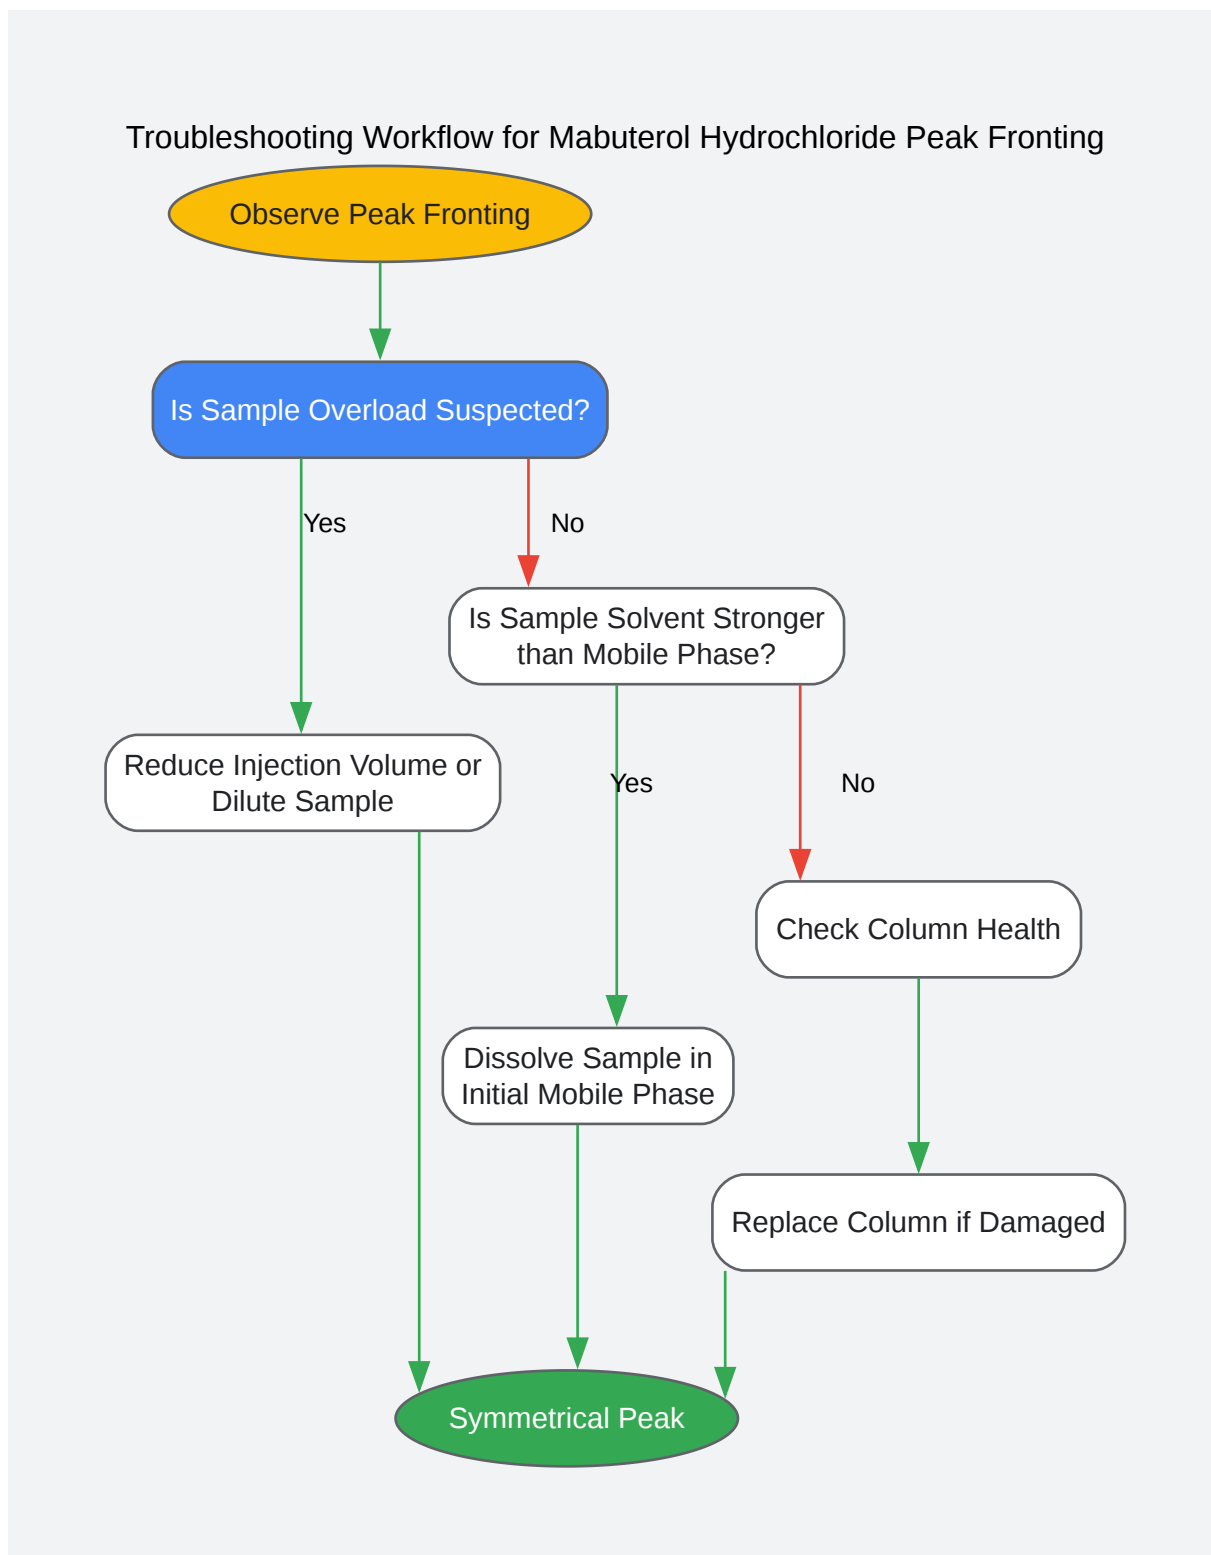 Troubleshooting Workflow for Mabuterol Hydrochloride Peak Fronting
Observe Peak Fronting
Is Sample Overload Suspected?
Yes
No
Is Sample Solvent Stronger
than Mobile Phase?
Reduce Injection Volume or
Dilute Sample
Yes
No
Check Column Health
Dissolve Sample in
Initial Mobile Phase
Replace Column if Damaged
Symmetrical Peak